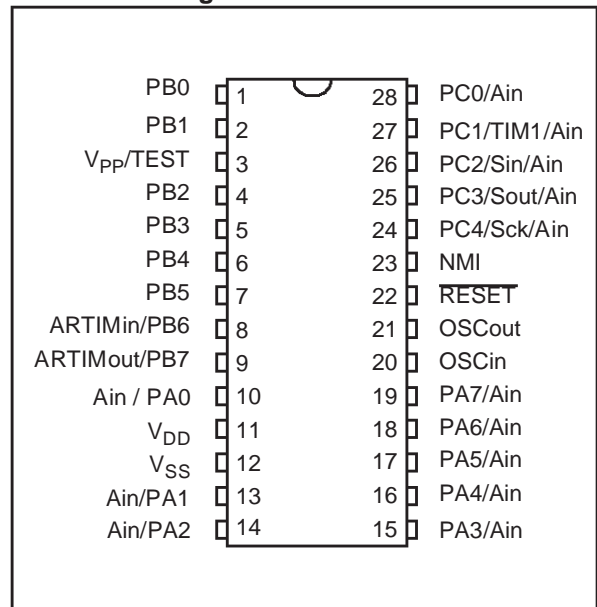 PB0 1 28 PC0/Ain
PB1 2 27 PC1/TIM1/Ain
VPP/TEST 3 26 PC2/Sin/Ain
PB2 4 25 PC3/Sout/Ain
PB3 5 24 PC4/Sck/Ain
PB4 6 23 NMI
PB5 7 22 RESET
ARTIMin/PB6 8 21 OSCout
ARTIMout/PB7 9 20 OSCin
Ain / PA0 10 19 PA7/Ain
VDD 11 18 PA6/Ain
VSS 12 17 PA5/Ain
Ain/PA1 13 16 PA4/Ain
Ain/PA2 14 15 PA3/Ain